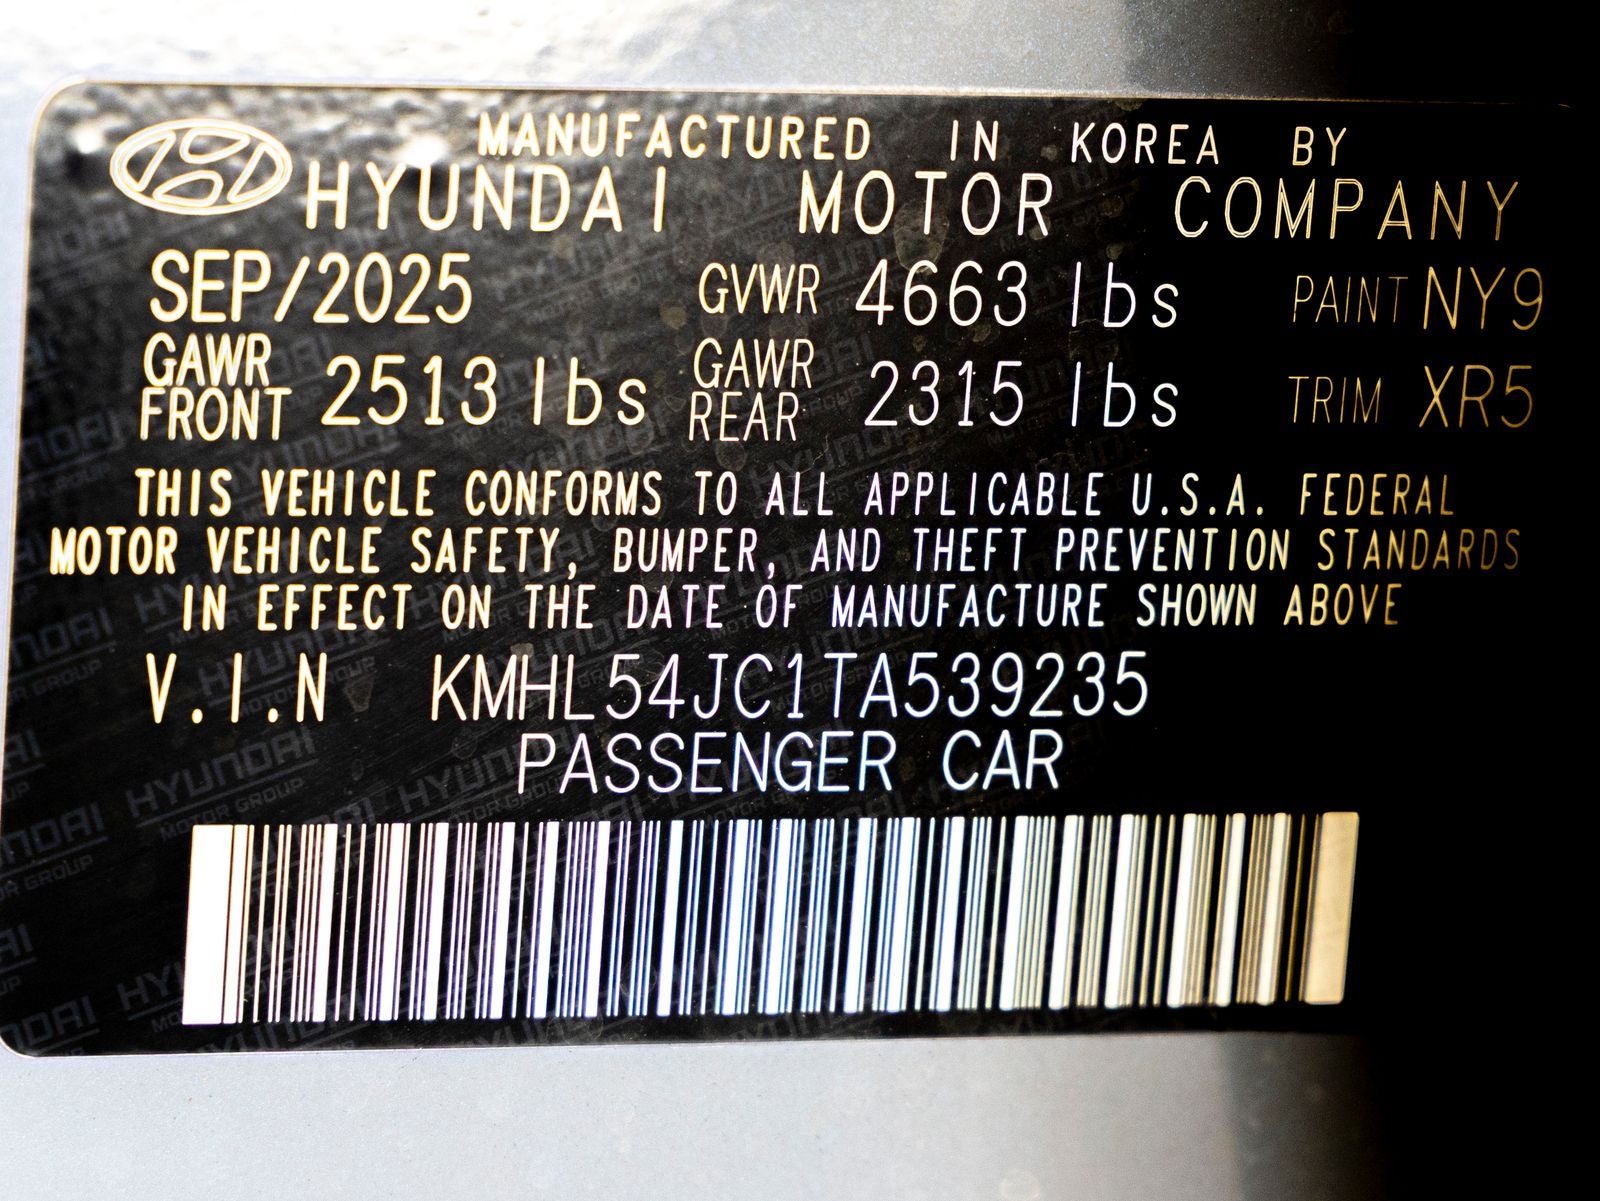 MANUFACTURED IN KOREA BY
HYUNDAI MOTOR COMPANY
SEP/2025 GVWR 4663 lbs PAINT NY9
GAWR FRONT 2513 lbs GAWR REAR 2315 lbs TRIM XR5
THIS VEHICLE CONFORMS TO ALL APPLICABLE U.S.A. FEDERAL
MOTOR VEHICLE SAFETY, BUMPER, AND THEFT PREVENTION STANDARDS
IN EFFECT ON THE DATE OF MANUFACTURE SHOWN ABOVE
V.I.N KMHL54JC1TA539235
PASSENGER CAR